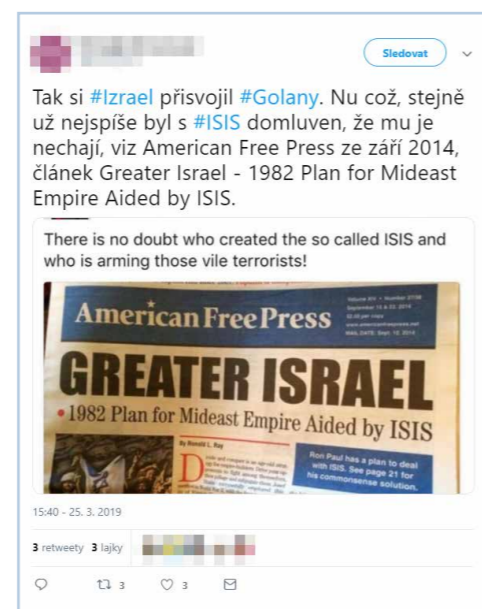 Sledovat
Tak si #Izrael přisvojil #Golany. Nu což, stejně
už nejspíše byl s #ISIS domluven, že mu je
nechají, viz American Free Press ze září 2014,
článek Greater Israel - 1982 Plan for Mideast
Empire Aided by ISIS.
There is no doubt who created the so called ISIS and
who is arming those vile terrorists!
American Free Press
GREATER ISRAEL
• 1982 Plan for Mideast Empire Aided by ISIS
By Ronald L. Ray
Ron Paul has a plan to deal
with ISIS. See page 21 for
his commonsense solution.
15:40 - 25. 3. 2019
3 retweety 3 lajky
3 3